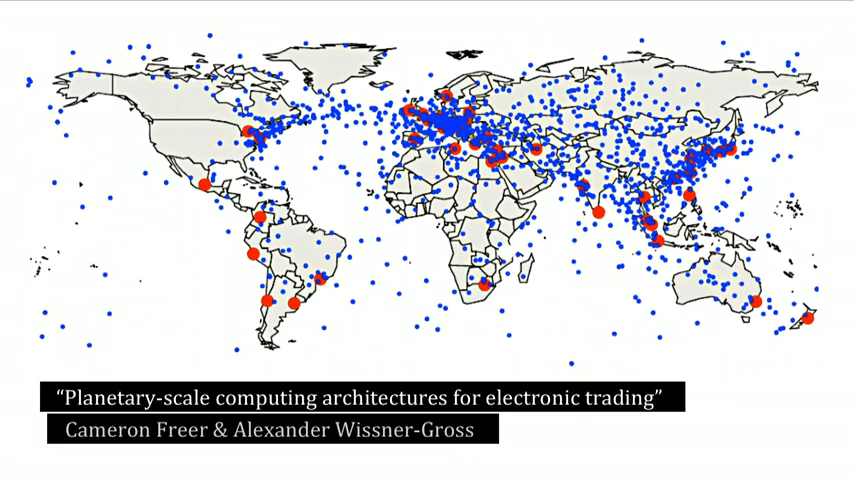 “Planetary-scale computing architectures for electronic trading”
Cameron Freer & Alexander Wissner-Gross